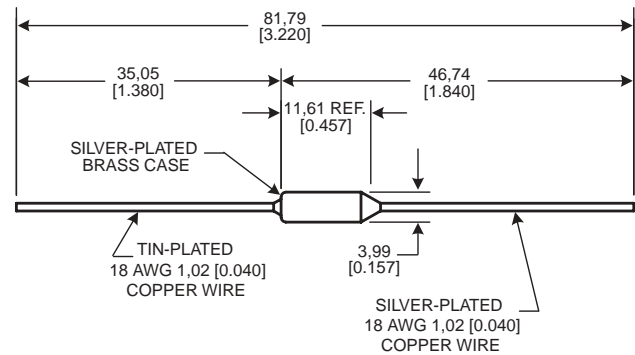 81,79
[3.220]
35,05
[1.380]
46,74
[1.840]
11,61 REF.
[0.457]
SILVER-PLATED
BRASS CASE
TIN-PLATED
18 AWG 1,02 [0.040]
COPPER WIRE
3,99
[0.157]
SILVER-PLATED
18 AWG 1,02 [0.040]
COPPER WIRE